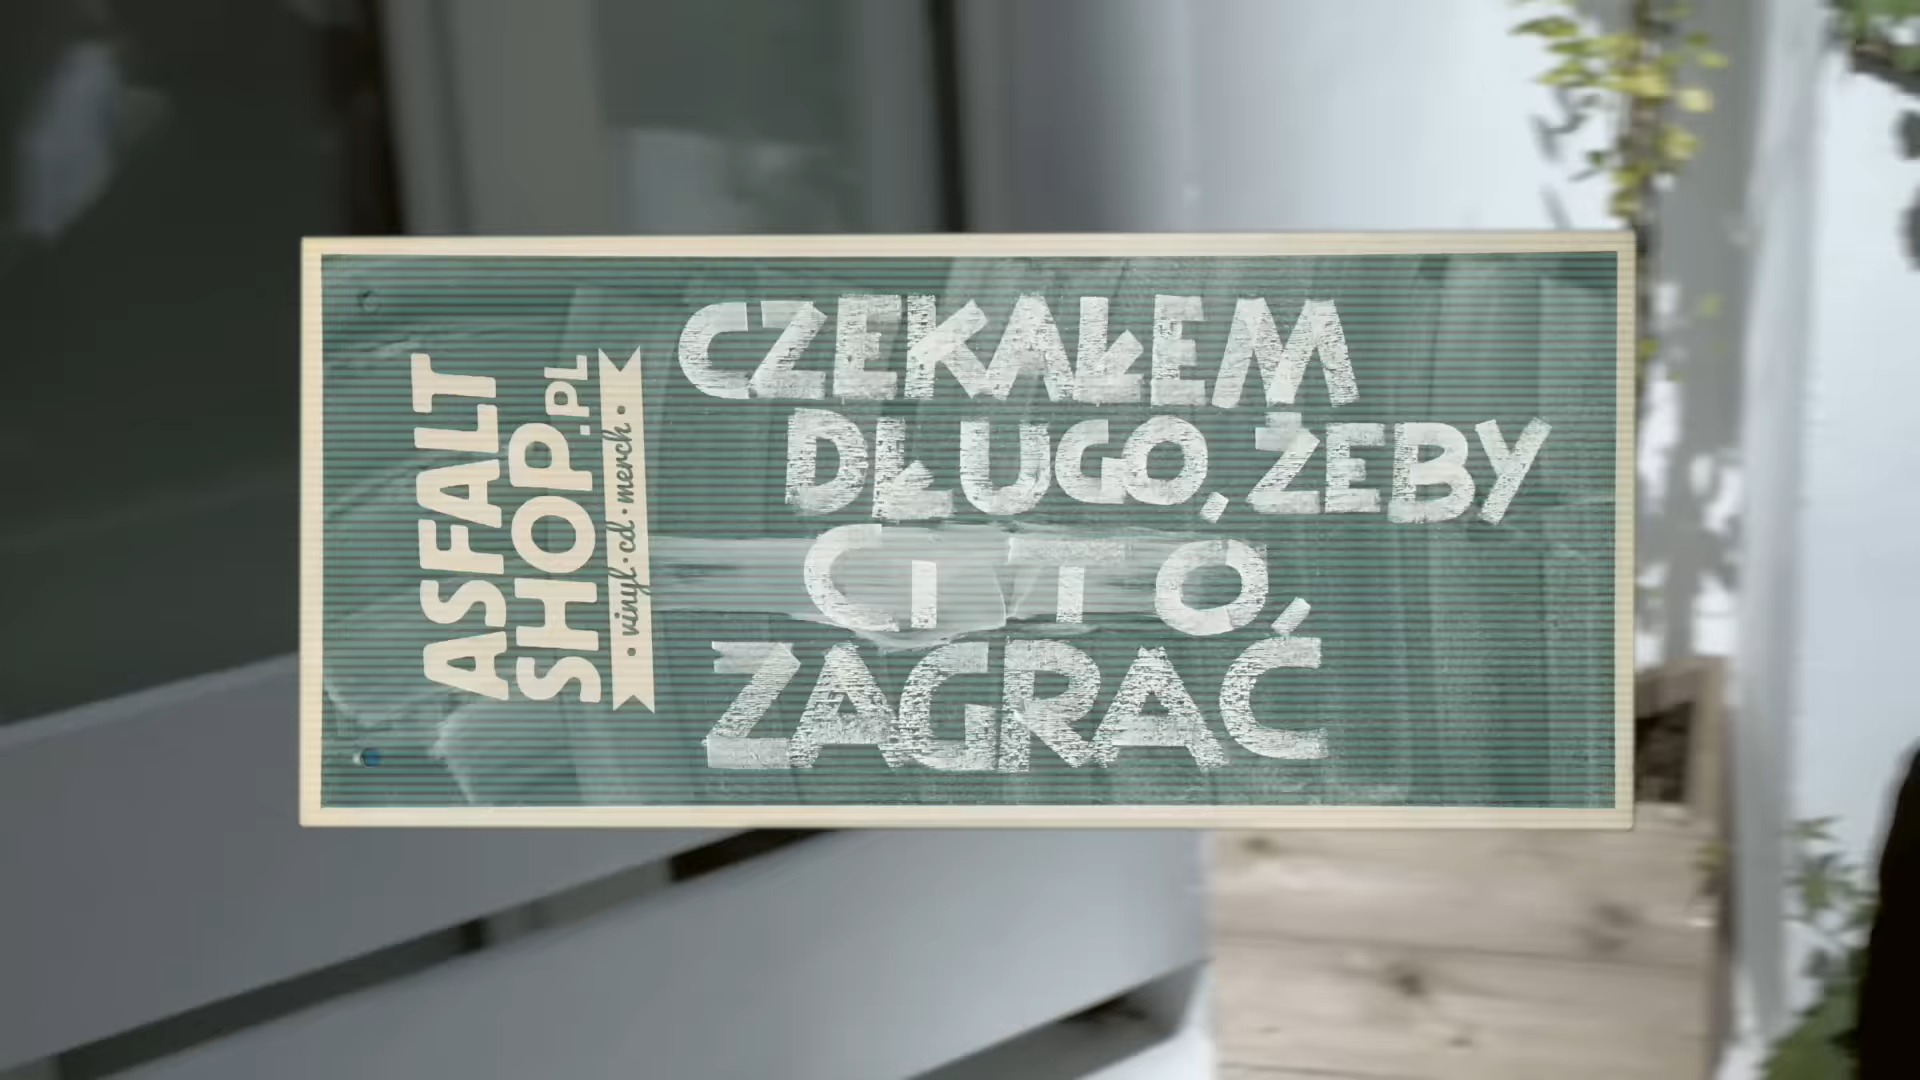 ASFALT
SHOP.PL
• vinyl • cd • merch •
CZEKAŁEM
DŁUGO, ŻEBY
CI TO,
ZAGRAĆ